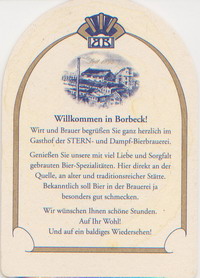 Willkommen in Borbeck!
Wirt und Brauer begrüßen Sie ganz herzlich im
Gasthof der STERN- und Dampf-Bierbrauerei.
Genießen Sie unsere mit viel Liebe und Sorgfalt
gebrauten Bier-Spezialitäten. Hier direkt an der
Quelle, an alter und traditionsreicher Stätte.
Bekanntlich soll Bier in der Brauerei ja
besonders gut schmecken.
Wir wünschen Ihnen schöne Stunden.
Auf Ihr Wohl!
Und auf ein baldiges Wiedersehen!